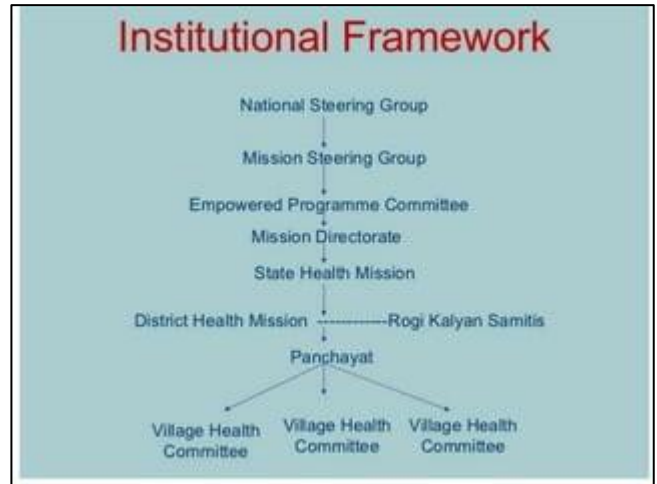 Institutional Framework
National Steering Group
Mission Steering Group
Empowered Programme Committee
Mission Directorate
State Health Mission
District Health Mission ------------Rogi Kalyan Samitis
Panchayat
Village Health
Committee
Village Health
Committee
Village Health
Committee